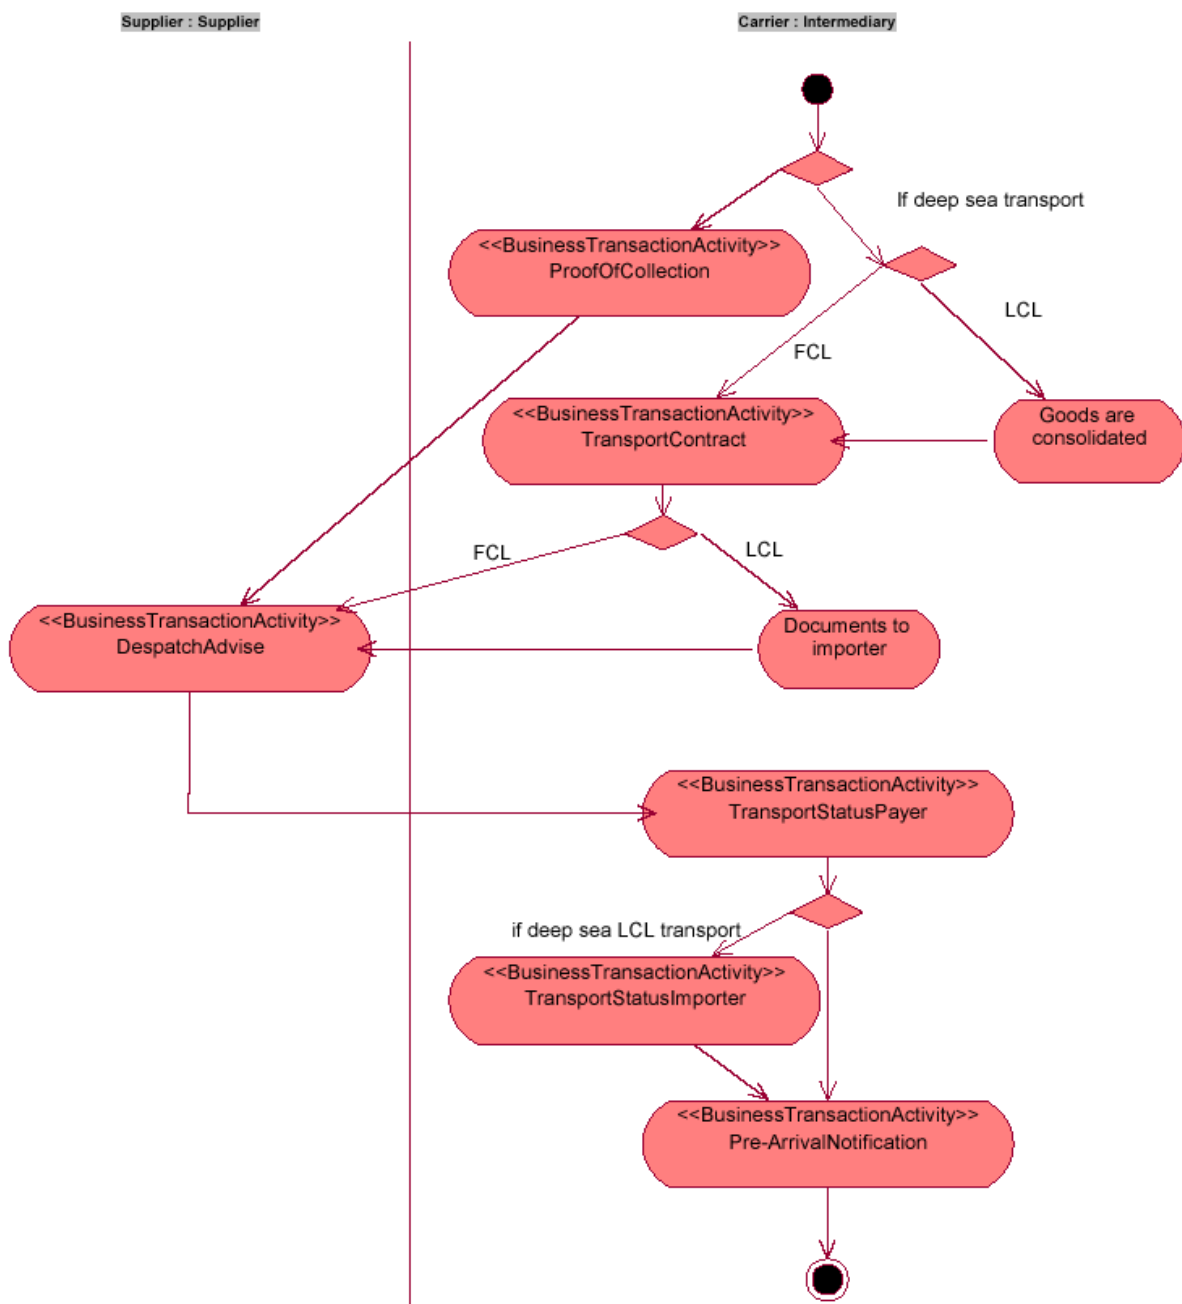 Supplier : Supplier
Carrier : Intermediary
If deep sea transport
<<BusinessTransactionActivity>>
ProofOfCollection
LCL
FCL
<<BusinessTransactionActivity>>
TransportContract
Goods are
consolidated
FCL
LCL
<<BusinessTransactionActivity>>
DespatchAdvise
Documents to
importer
<<BusinessTransactionActivity>>
TransportStatusPayer
if deep sea LCL transport
<<BusinessTransactionActivity>>
TransportStatusImporter
<<BusinessTransactionActivity>>
Pre-ArrivalNotification